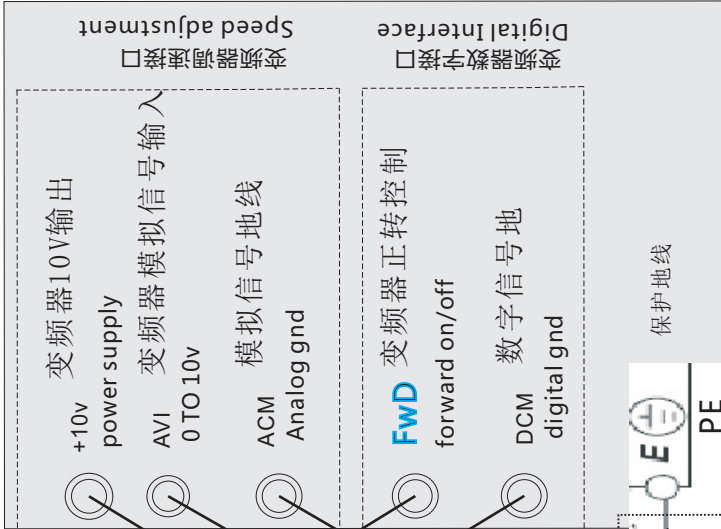 Speed adjustment
变频器调速接口
Digital Interface
变频器数字接口
变频器10V输出
+10v
power supply
变频器模拟信号输入
AVI
0 TO 10v
模拟信号地线
ACM
Analog gnd
FwD 变频器正转控制
forward on/off
数字信号地
DCM
digital gnd
保护地线
E
PE